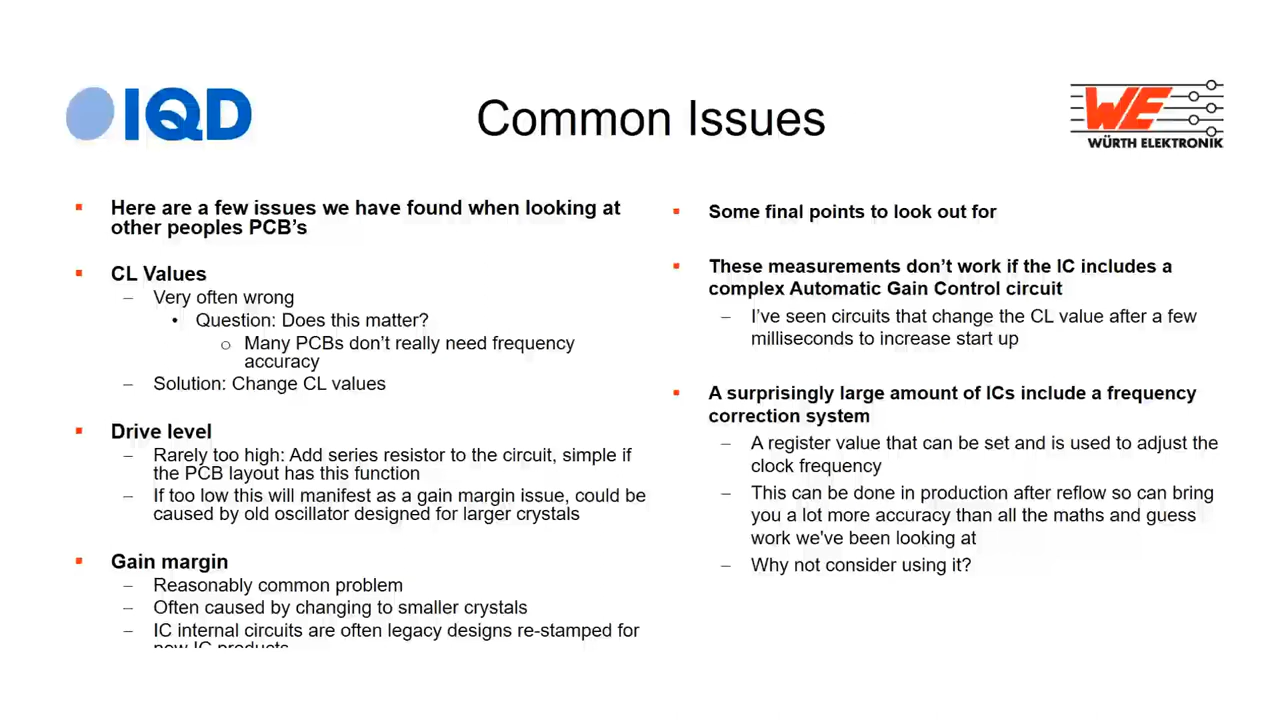 IQD
Common Issues
WE
WÜRTH ELEKTRONIK
▪ Here are a few issues we have found when looking at
other peoples PCB's
▪ CL Values
– Very often wrong
• Question: Does this matter?
o Many PCBs don't really need frequency
accuracy
– Solution: Change CL values
▪ Drive level
– Rarely too high: Add series resistor to the circuit, simple if
the PCB layout has this function
– If too low this will manifest as a gain margin issue, could be
caused by old oscillator designed for larger crystals
▪ Gain margin
– Reasonably common problem
– Often caused by changing to smaller crystals
– IC internal circuits are often legacy designs re-stamped for
new IC products
▪ Some final points to look out for
▪ These measurements don't work if the IC includes a
complex Automatic Gain Control circuit
– I've seen circuits that change the CL value after a few
milliseconds to increase start up
▪ A surprisingly large amount of ICs include a frequency
correction system
– A register value that can be set and is used to adjust the
clock frequency
– This can be done in production after reflow so can bring
you a lot more accuracy than all the maths and guess
work we've been looking at
– Why not consider using it?